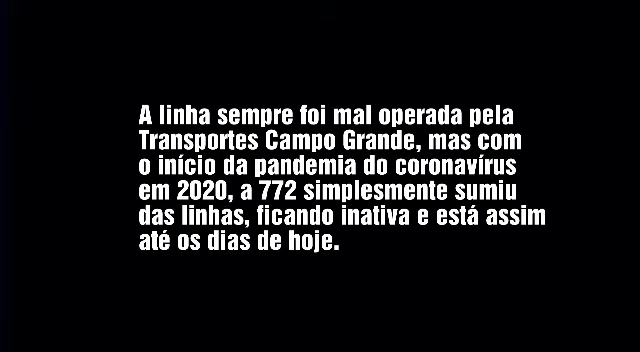 A linha sempre foi mal operada pela
Transportes Campo Grande, mas com
o início da pandemia do coronavírus
em 2020, a 772 simplesmente sumiu
das linhas, ficando inativa e está assim
até os dias de hoje.